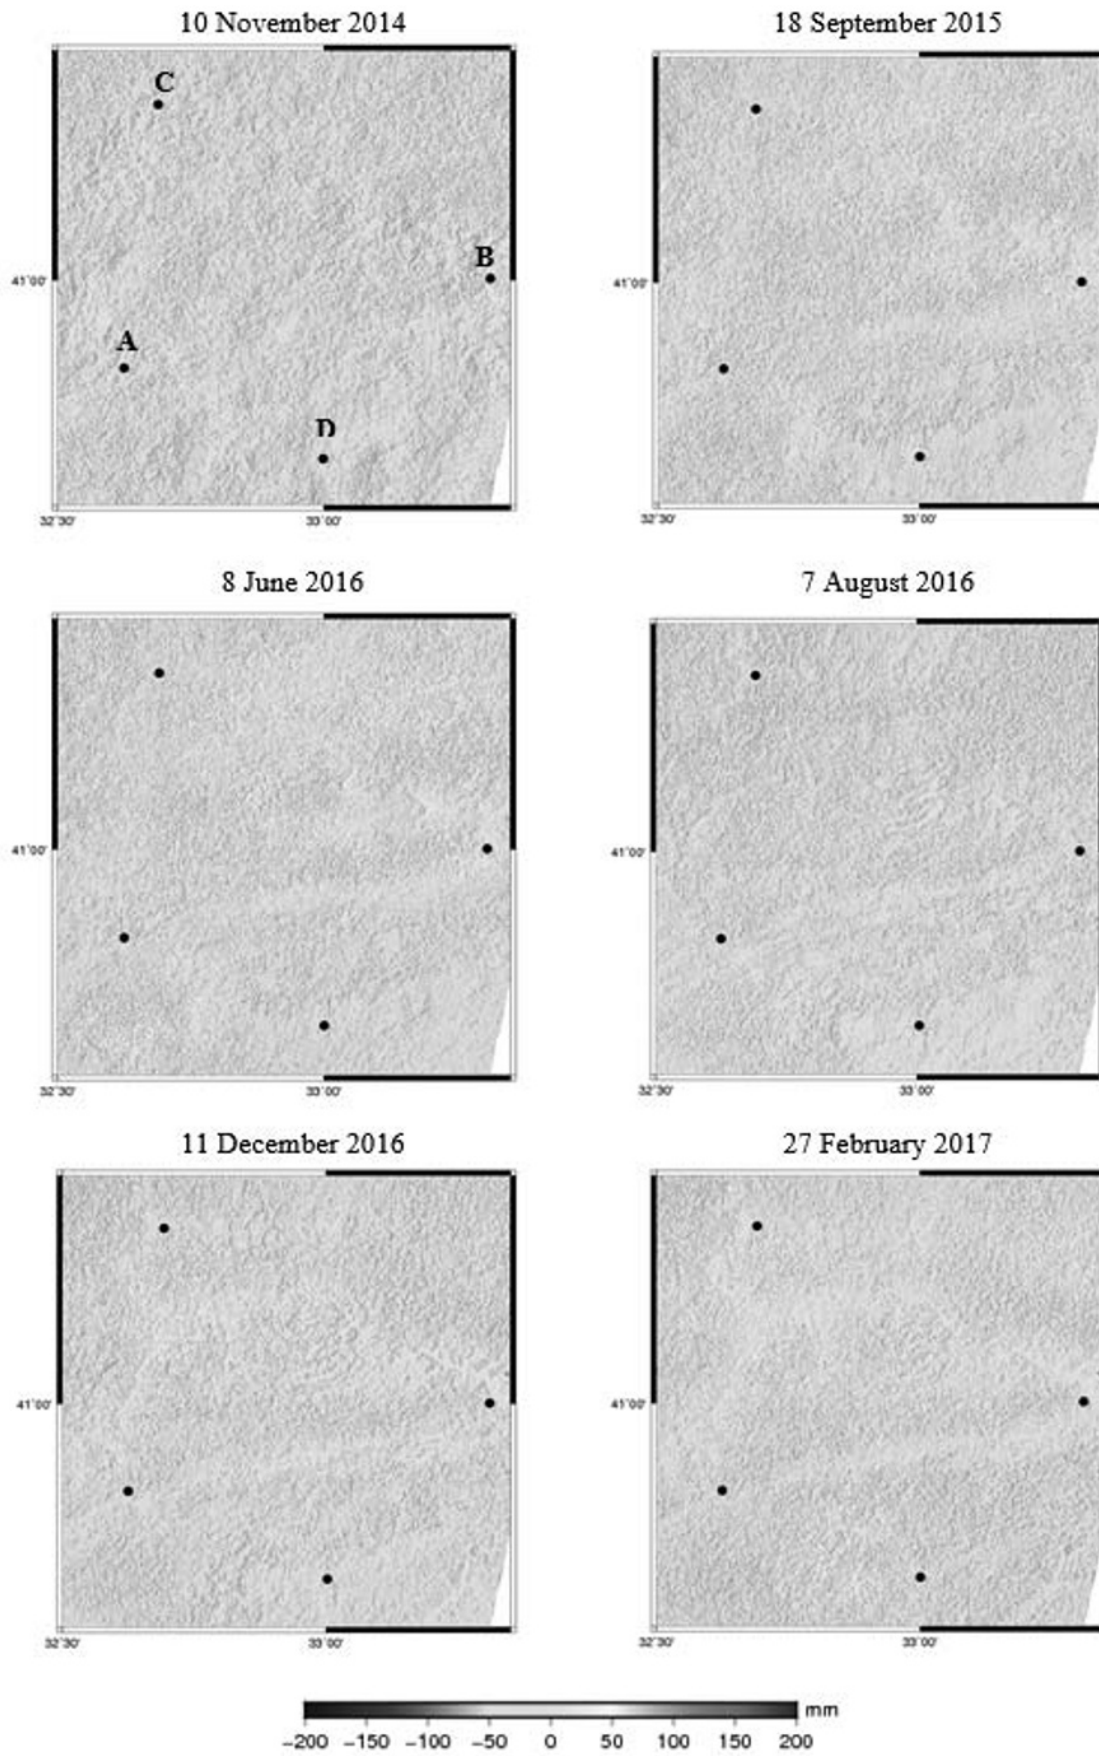 10 November 2014
18 September 2015
C
B
41°00'
41°00'
A
D
32°30'
33°00'
32°30'
33°00'
8 June 2016
7 August 2016
41°00'
41°00'
32°30'
33°00'
32°30'
33°00'
11 December 2016
27 February 2017
41°00'
41°00'
32°30'
33°00'
32°30'
33°00'
mm
−200 −150 −100 −50 0 50 100 150 200